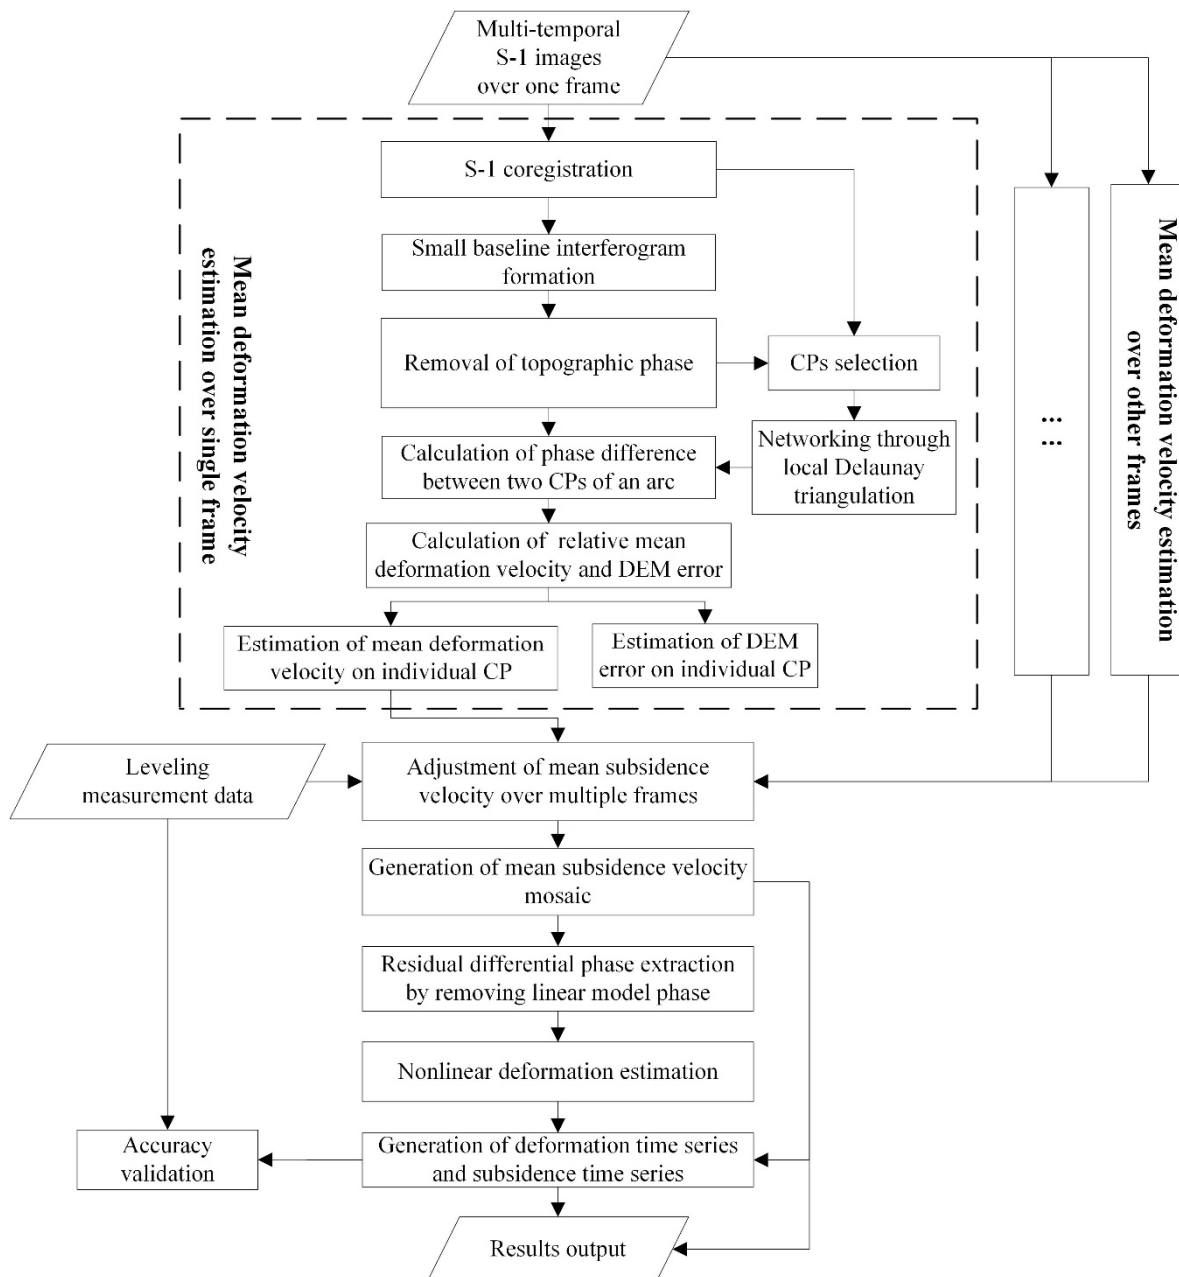 Multi-temporal
S-1 images
over one frame
Mean deformation velocity
estimation over single frame
S-1 coregistration
Small baseline interferogram
formation
Removal of topographic phase
CPs selection
Calculation of phase difference
between two CPs of an arc
Networking through
local Delaunay
triangulation
Calculation of relative mean
deformation velocity and DEM error
Estimation of mean deformation
velocity on individual CP
Estimation of DEM
error on individual CP
... ...
Mean deformation velocity estimation
over other frames
Leveling
measurement data
Adjustment of mean subsidence
velocity over multiple frames
Generation of mean subsidence velocity
mosaic
Residual differential phase extraction
by removing linear model phase
Nonlinear deformation estimation
Accuracy
validation
Generation of deformation time series
and subsidence time series
Results output